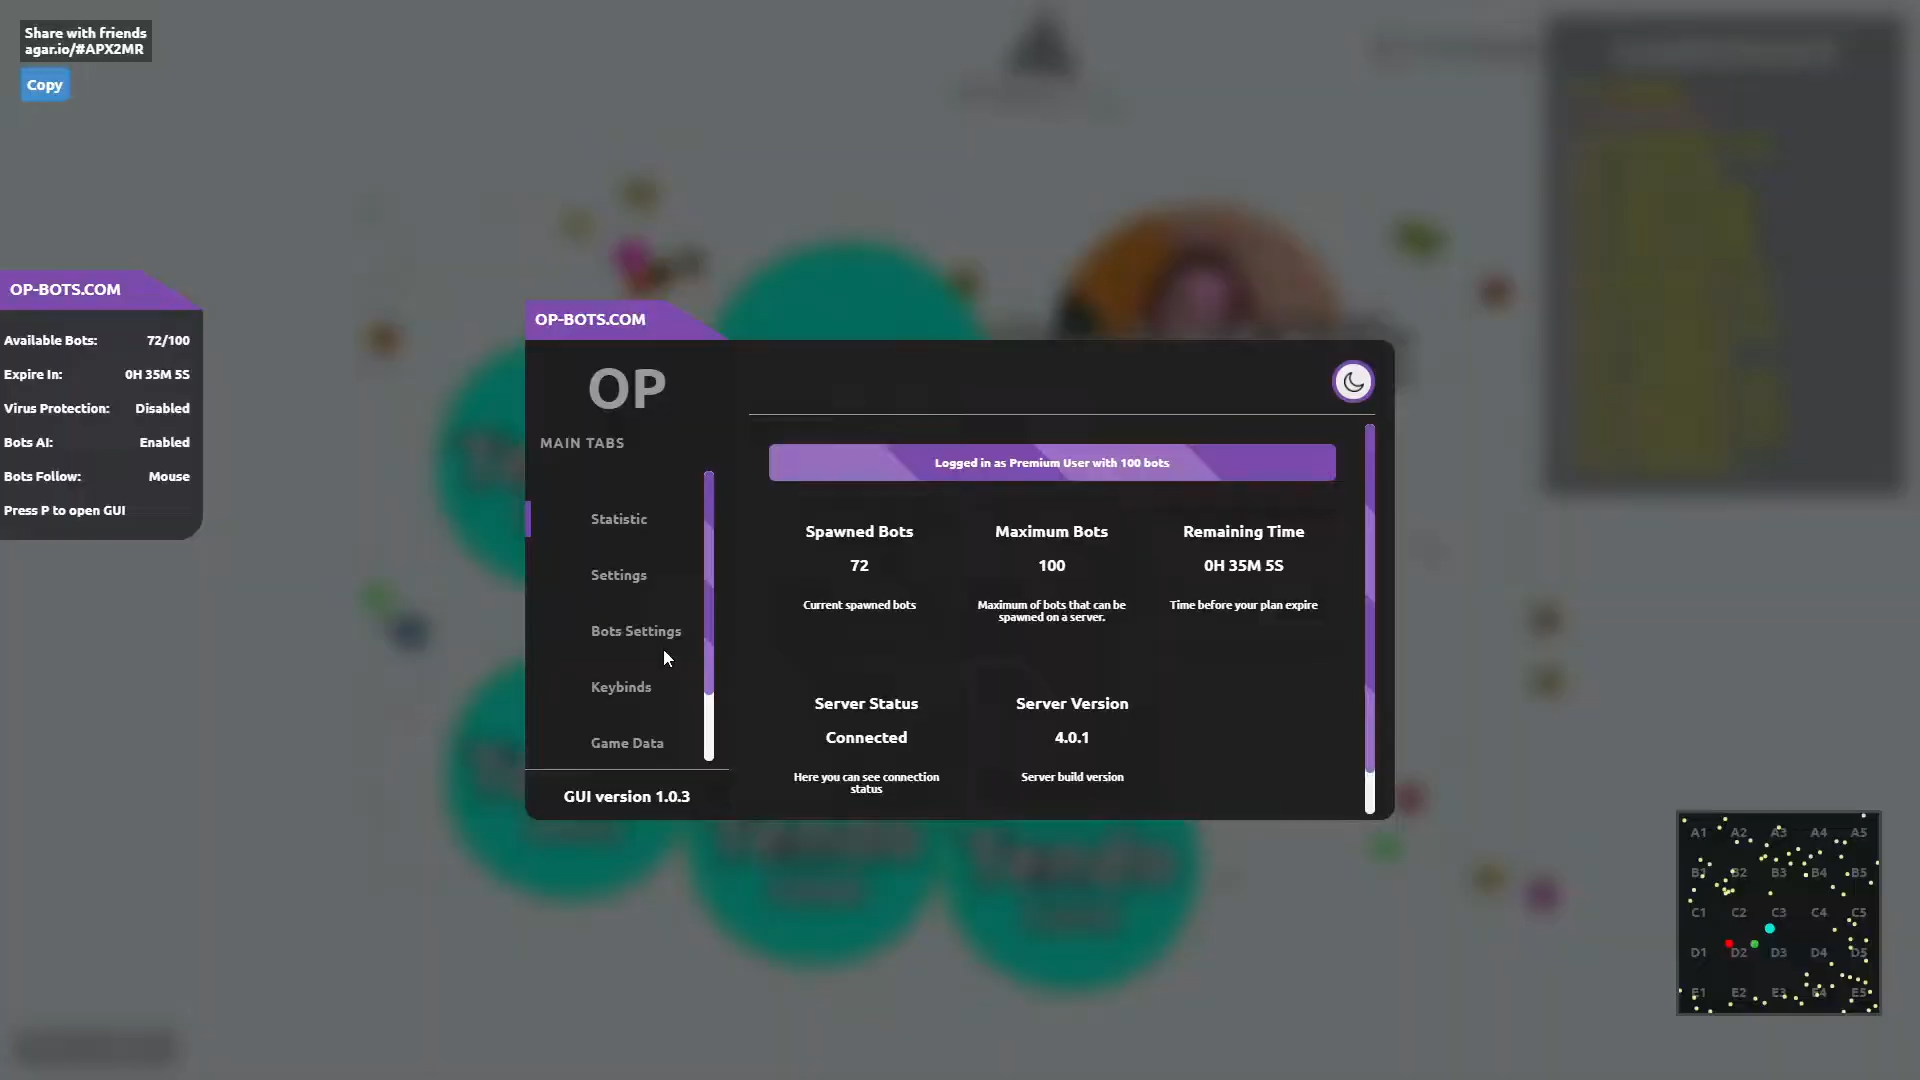 Share with friends
agar.io/#APX2MR
Copy
OP-BOTS.COM
Available Bots: 72/100
Expire In: 0H 35M 5S
Virus Protection: Disabled
Bots AI: Enabled
Bots Follow: Mouse
Press P to open GUI
OP-BOTS.COM
OP
MAIN TABS
Statistic
Settings
Bots Settings
Keybinds
Game Data
GUI version 1.0.3
Logged in as Premium User with 100 bots
Spawned Bots Maximum Bots Remaining Time
72 100 0H 35M 5S
Current spawned bots Maximum of bots that can be Time before your plan expire
spawned on a server.
Server Status Server Version
Connected 4.0.1
Here you can see connection Server build version
status
A1 A2 A3 A4 A5
B1 B2 B3 B4 B5
C1 C2 C3 C4 C5
D1 D2 D3 D4 D5
E1 E2 E3 E4 E5